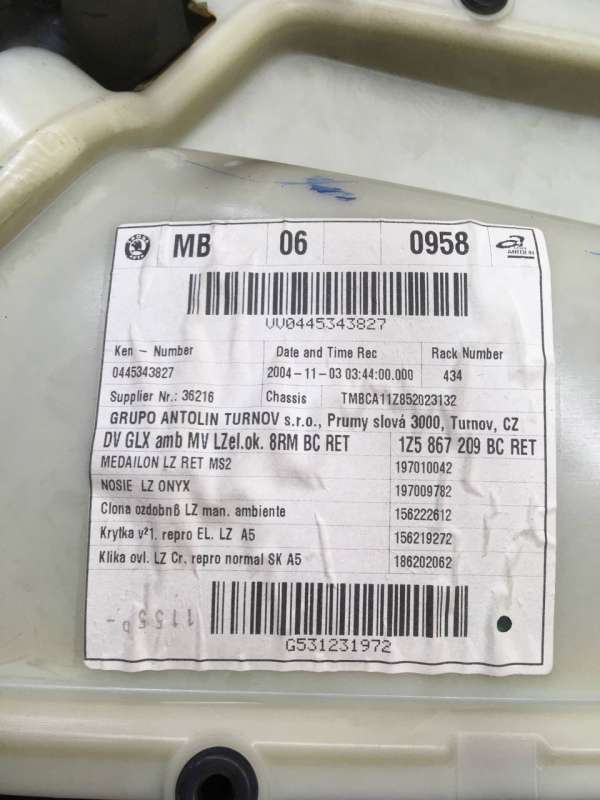 MB 06 0958
VV0445343827
Ken - Number Date and Time Rec Rack Number
0445343827 2004-11-03 03:44:00.000 434
Supplier Nr.: 36216 Chassis TMBCA11Z852023132
GRUPO ANTOLIN TURNOV s.r.o., Prumy slová 3000, Turnov, CZ
DV GLX amb MV LZel.ok. 8RM BC RET 1Z5 867 209 BC RET
MEDAILON LZ RET MS2 197010042
NOSIE LZ ONYX 197009782
Clona ozdobnß LZ man. ambiente 156222612
Krytka v²1. repro EL. LZ A5 156219272
Klika ovl. LZ Cr. repro normal SK A5 186202062
G531231972